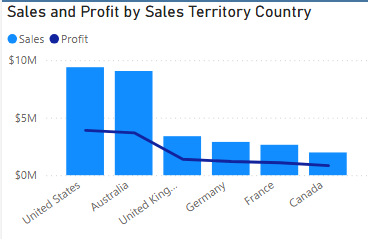 Sales and Profit by Sales Territory Country
Sales Profit
$10M
$5M
$0M
United States
Australia
United King...
Germany
France
Canada